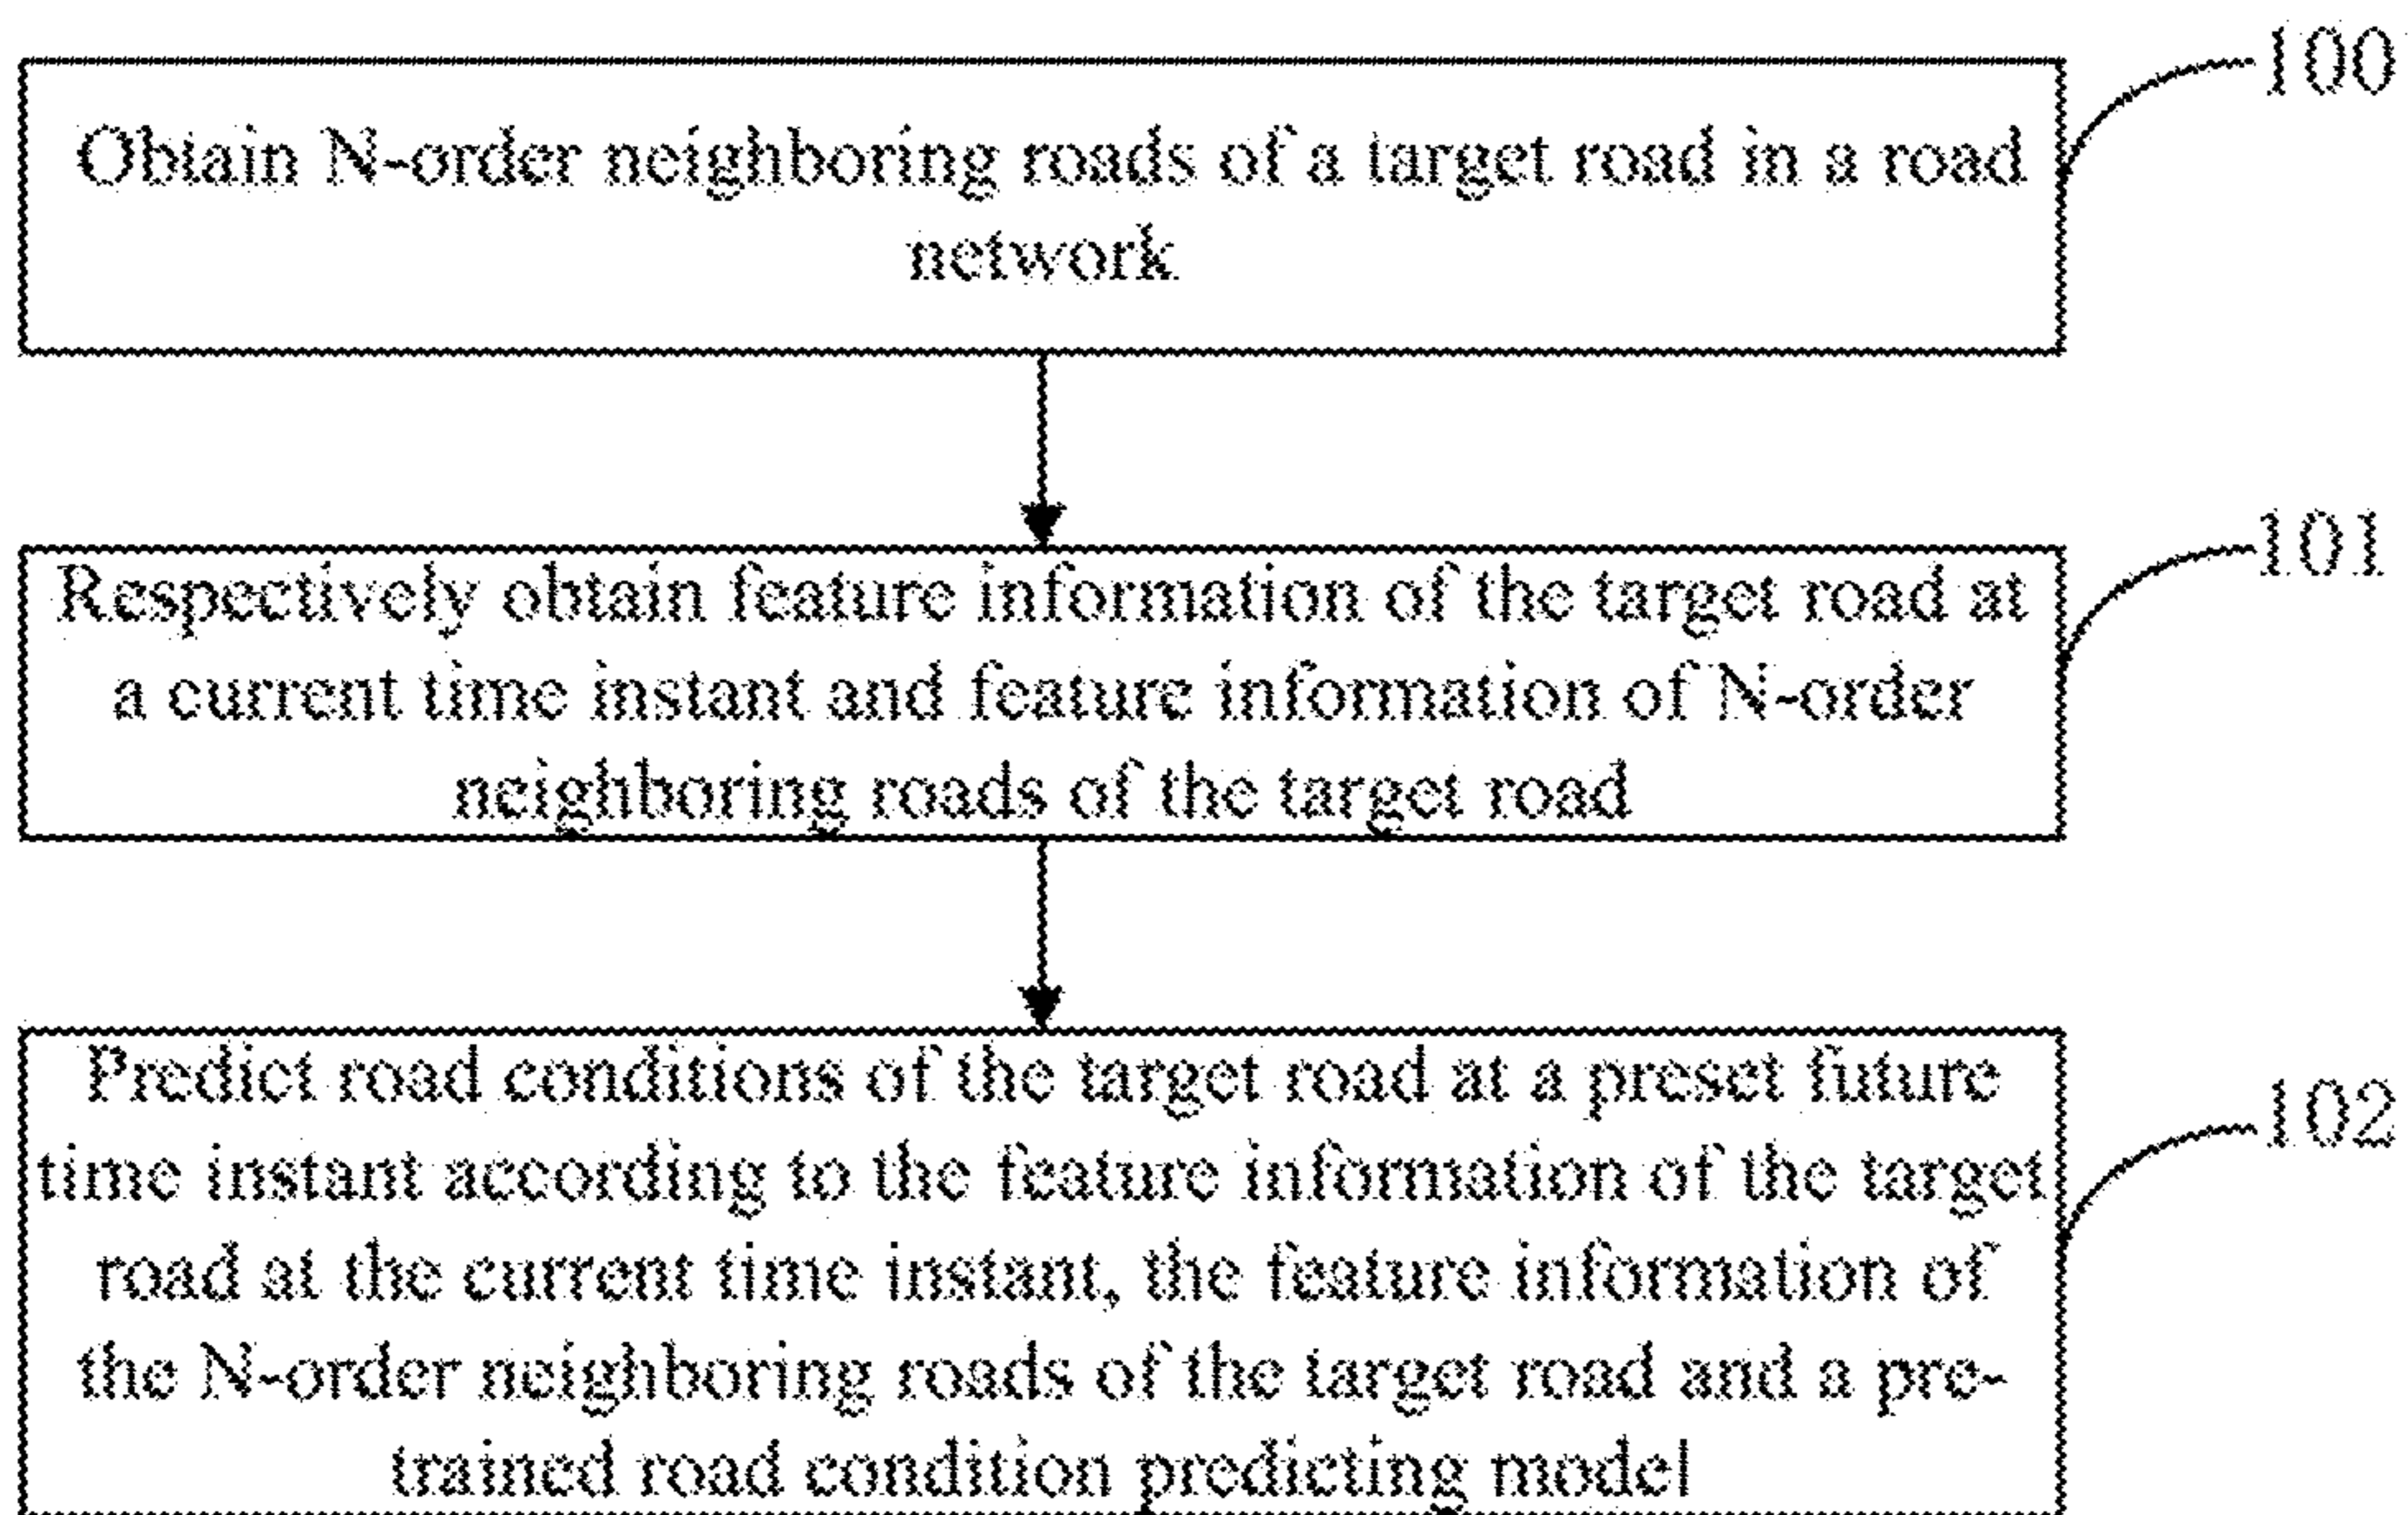 100
Obtain N-order neighboring roads of a target road in a road
network
101
Respectively obtain feature information of the target road at
a current time instant and feature information of N-order
neighboring roads of the target road
Predict road conditions of the target road at a preset future
102
time instant according to the feature information of the target
road at the current time instant, the feature information of
the N-order neighboring roads of the target road and a pre-
trained road condition predicting model